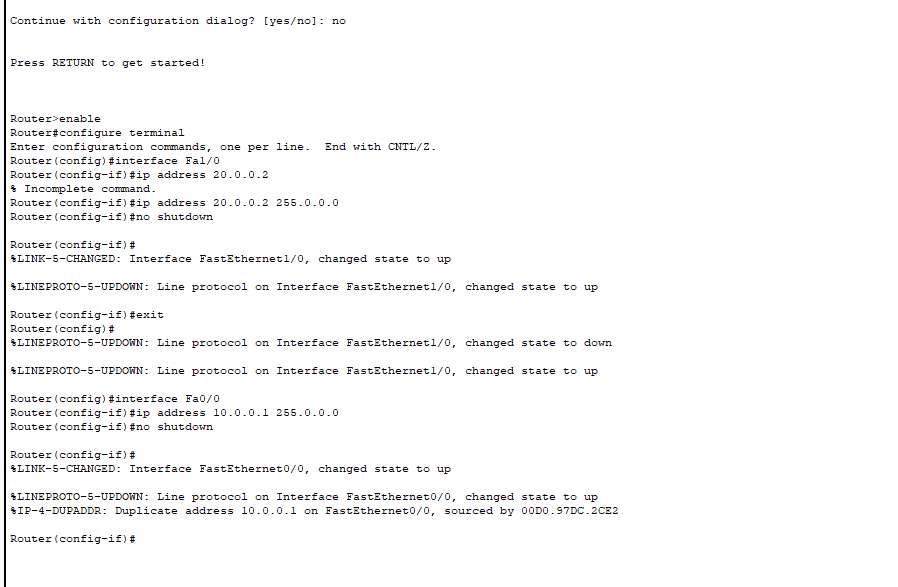 Continue with configuration dialog? [yes/no]: no
Press RETURN to get started!
Router>enable
Router#configure terminal
Enter configuration commands, one per line.  End with CNTL/Z.
Router(config)#interface Fa1/0
Router(config-if)#ip address 20.0.0.2
% Incomplete command.
Router(config-if)#ip address 20.0.0.2 255.0.0.0
Router(config-if)#no shutdown
Router(config-if)#
%LINK-5-CHANGED: Interface FastEthernet1/0, changed state to up
%LINEPROTO-5-UPDOWN: Line protocol on Interface FastEthernet1/0, changed state to up
Router(config-if)#exit
Router(config)#
%LINEPROTO-5-UPDOWN: Line protocol on Interface FastEthernet1/0, changed state to down
%LINEPROTO-5-UPDOWN: Line protocol on Interface FastEthernet1/0, changed state to up
Router(config)#interface Fa0/0
Router(config-if)#ip address 10.0.0.1 255.0.0.0
Router(config-if)#no shutdown
Router(config-if)#
%LINK-5-CHANGED: Interface FastEthernet0/0, changed state to up
%LINEPROTO-5-UPDOWN: Line protocol on Interface FastEthernet0/0, changed state to up
%IP-4-DUPADDR: Duplicate address 10.0.0.1 on FastEthernet0/0, sourced by 00D0.97DC.2CE2
Router(config-if)#